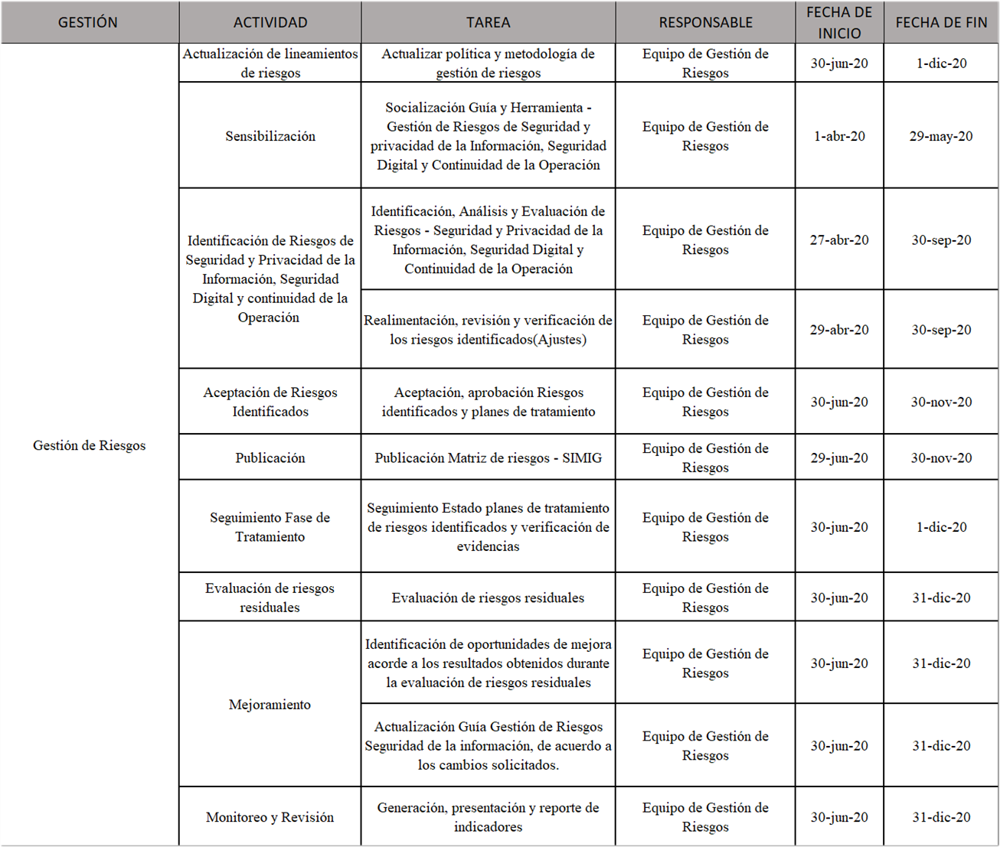 GESTIÓN
ACTIVIDAD
TAREA
RESPONSABLE
FECHA DE
INICIO
FECHA DE FIN
Gestión de Riesgos
Actualización de lineamientos
de riesgos
Actualizar política y metodología de
gestión de riesgos
Equipo de Gestión de
Riesgos
30-jun-20
1-dic-20
Sensibilización
Socialización Guía y Herramienta -
Gestión de Riesgos de Seguridad y
privacidad de la Información, Seguridad
Digital y Continuidad de la Operación
Equipo de Gestión de
Riesgos
1-abr-20
29-may-20
Identificación de Riesgos de
Seguridad y Privacidad de la
Información, Seguridad
Digital y continuidad de la
Operación
Identificación, Análisis y Evaluación de
Riesgos - Seguridad y Privacidad de la
Información, Seguridad Digital y
Continuidad de la Operación
Equipo de Gestión de
Riesgos
27-abr-20
30-sep-20
Realimentación, revisión y verificación de
los riesgos identificados(Ajustes)
Equipo de Gestión de
Riesgos
29-abr-20
30-sep-20
Aceptación de Riesgos
Identificados
Aceptación, aprobación Riesgos
identificados y planes de tratamiento
Equipo de Gestión de
Riesgos
30-jun-20
30-nov-20
Publicación
Publicación Matriz de riesgos - SIMIG
Equipo de Gestión de
Riesgos
29-jun-20
30-nov-20
Seguimiento Fase de
Tratamiento
Seguimiento Estado planes de tratamiento
de riesgos identificados y verificación de
evidencias
Equipo de Gestión de
Riesgos
30-jun-20
1-dic-20
Evaluación de riesgos
residuales
Evaluación de riesgos residuales
Equipo de Gestión de
Riesgos
30-jun-20
31-dic-20
Mejoramiento
Identificación de oportunidades de mejora
acorde a los resultados obtenidos durante
la evaluación de riesgos residuales
Equipo de Gestión de
Riesgos
30-jun-20
31-dic-20
Actualización Guía Gestión de Riesgos
Seguridad de la información, de acuerdo a
los cambios solicitados.
Equipo de Gestión de
Riesgos
30-jun-20
31-dic-20
Monitoreo y Revisión
Generación, presentación y reporte de
indicadores
Equipo de Gestión de
Riesgos
30-jun-20
31-dic-20